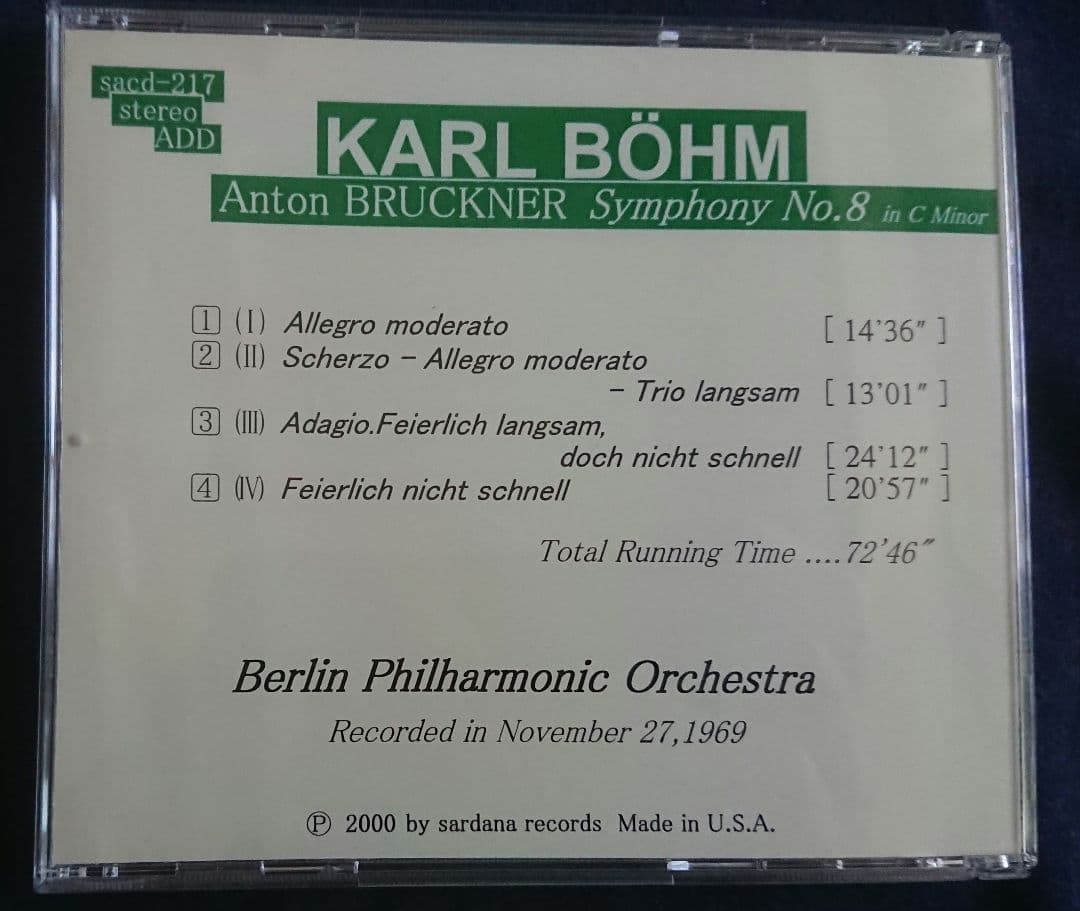 sacd-217
stereo
ADD
KARL BÖHM
Anton BRUCKNER Symphony No.8 in C Minor
1 (I) Allegro moderato [ 14'36" ]
2 (II) Scherzo - Allegro moderato
- Trio langsam [ 13'01" ]
3 (III) Adagio.Feierlich langsam,
doch nicht schnell [ 24'12" ]
4 (IV) Feierlich nicht schnell [ 20'57" ]
Total Running Time ....72'46"
Berlin Philharmonic Orchestra
Recorded in November 27,1969
℗ 2000 by sardana records Made in U.S.A.